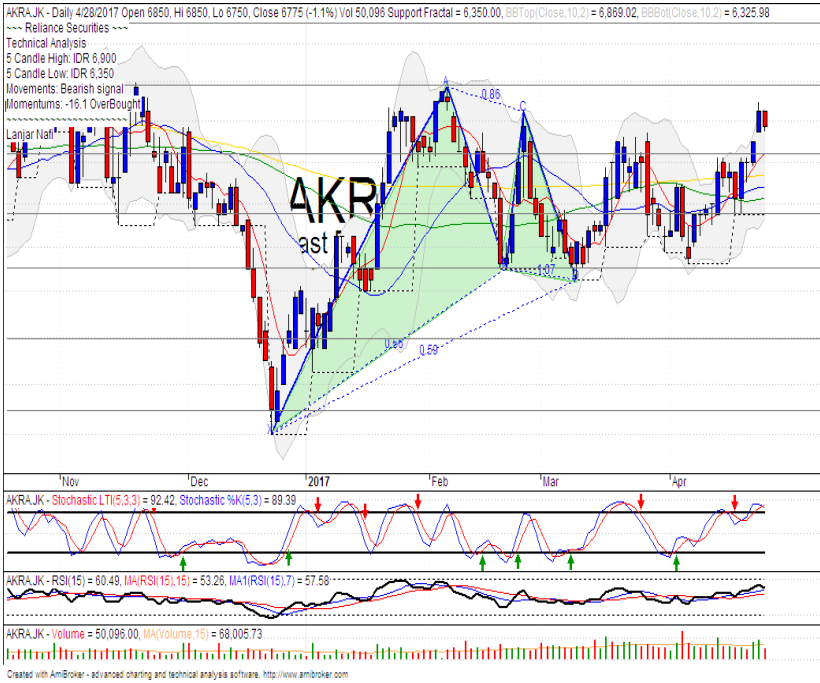 AKRA.JK - Daily 4/28/2017 Open 6850, Hi 6850, Lo 6750, Close 6775 (-1.1%) Vol 50,096 Support Fractal = 6,350.00, BBTop(Close,10,2) = 6,869.02, BBBot(Close,10,2) = 6,325.98
~~~ Reliance Securities ~~~
Technical Analysis
5 Candle High: IDR 6,900
5 Candle Low: IDR 6,350
Movements: Bearish signal
Momentums: -16.1 OverBought
~~~~~~~~~~~~~~~~~~~~
Lanjar Nafi
A
0.86
C
AKR
ast
1.07
0.59
X
Nov Dec 2017 Feb Mar Apr
AKRA.JK - Stochastic LTI(5,3,3) = 92.42, Stochastic %K(5,3) = 89.39
AKRA.JK - RSI(15) = 60.49, MA(RSI(15),15) = 53.26, MA1(RSI(15),7) = 57.58
AKRA.JK - Volume = 50,096.00, MA(Volume,15) = 68,005.73
Created with AmiBroker - advanced charting and technical analysis software. http://www.amibroker.com